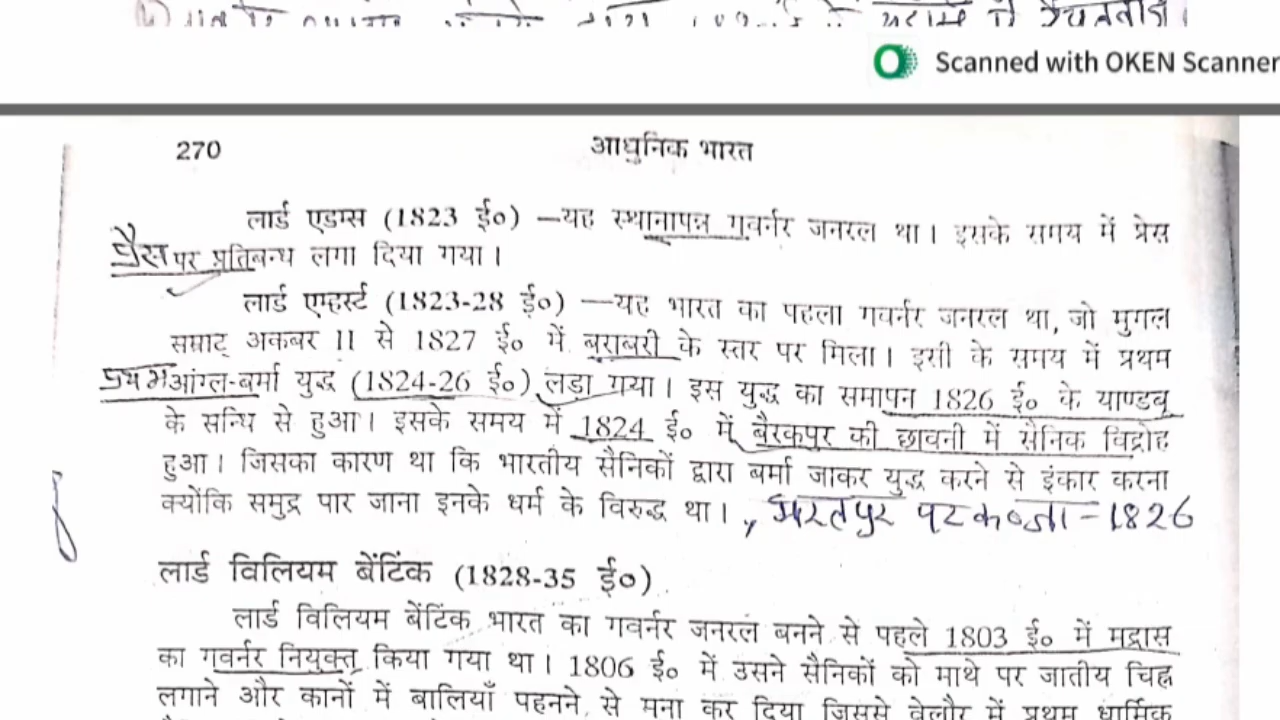 Scanned with OKEN Scanner
270 आधुनिक भारत
लार्ड एडम्स (1823 ई०) —यह स्थानापन्न गवर्नर जनरल था। इसके समय में प्रेस
प्रैस पर प्रतिबन्ध लगा दिया गया।
लार्ड एम्हर्स्ट (1823-28 ई०) —यह भारत का पहला गवर्नर जनरल था, जो मुगल
सम्राट् अकबर 11 से 1827 ई० में बराबरी के स्तर पर मिला। इसी के समय में प्रथम
प्रथम आंग्ल-बर्मा युद्ध (1824-26 ई०) लड़ा गया। इस युद्ध का समापन 1826 ई० के याण्डबू
के सन्धि से हुआ। इसके समय में 1824 ई० में बैरकपुर की छावनी में सैनिक विद्रोह
हुआ। जिसका कारण था कि भारतीय सैनिकों द्वारा बर्मा जाकर युद्ध करने से इंकार करना
क्योंकि समुद्र पार जाना इनके धर्म के विरुद्ध था। , भरतपुर पर कब्जा - 1826
लार्ड विलियम बेंटिंक (1828-35 ई०)
लार्ड विलियम बेंटिंक भारत का गवर्नर जनरल बनने से पहले 1803 ई० में मद्रास
का गवर्नर नियुक्त किया गया था। 1806 ई० में उसने सैनिकों को माथे पर जातीय चिह्न
लगाने और कानों में बालियाँ पहनने से मना कर दिया जिससे वेलौर में प्रथम धार्मिक